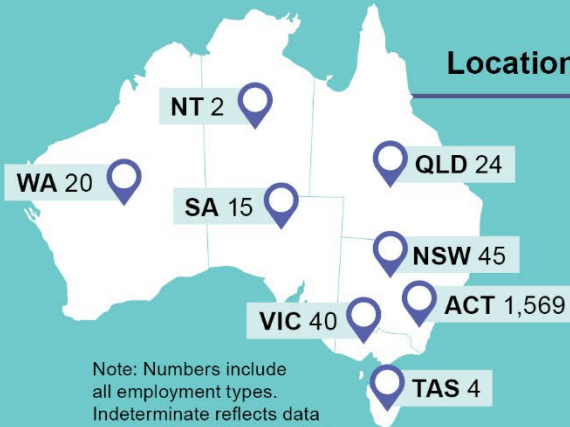 Location
NT 2
WA 20
QLD 24
SA 15
NSW 45
ACT 1,569
VIC 40
TAS 4
Note: Numbers include
all employment types.
Indeterminate reflects data